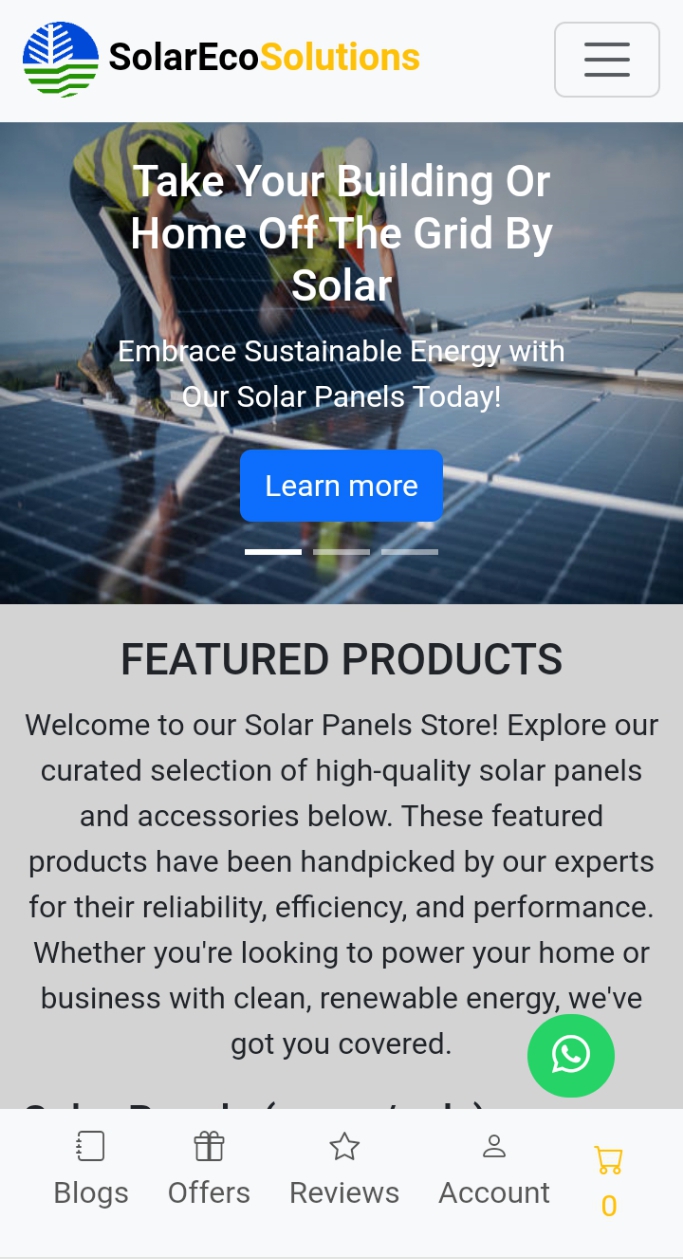 SolarEcoSolutions
Take Your Building Or
Home Off The Grid By
Solar
Embrace Sustainable Energy with
Our Solar Panels Today!
Learn more
FEATURED PRODUCTS
Welcome to our Solar Panels Store! Explore our
curated selection of high-quality solar panels
and accessories below. These featured
products have been handpicked by our experts
for their reliability, efficiency, and performance.
Whether you're looking to power your home or
business with clean, renewable energy, we've
got you covered.
Blogs Offers Reviews Account 0